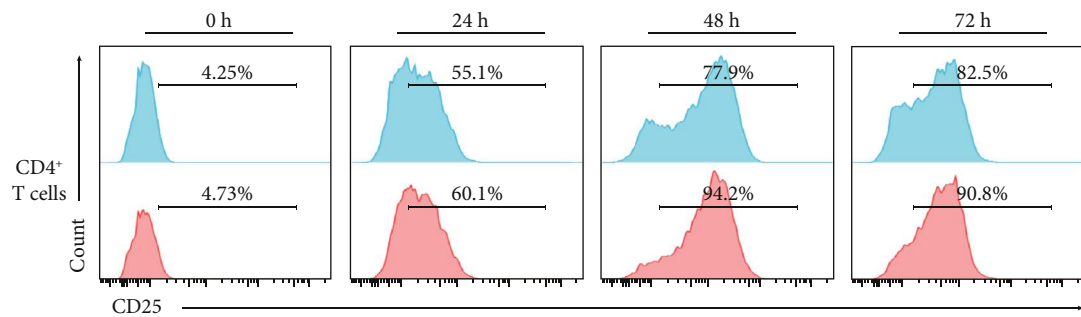 0 h 24 h 48 h 72 h
4.25% 55.1% 77.9% 82.5%
CD4⁺
T cells
4.73% 60.1% 94.2% 90.8%
Count
CD25